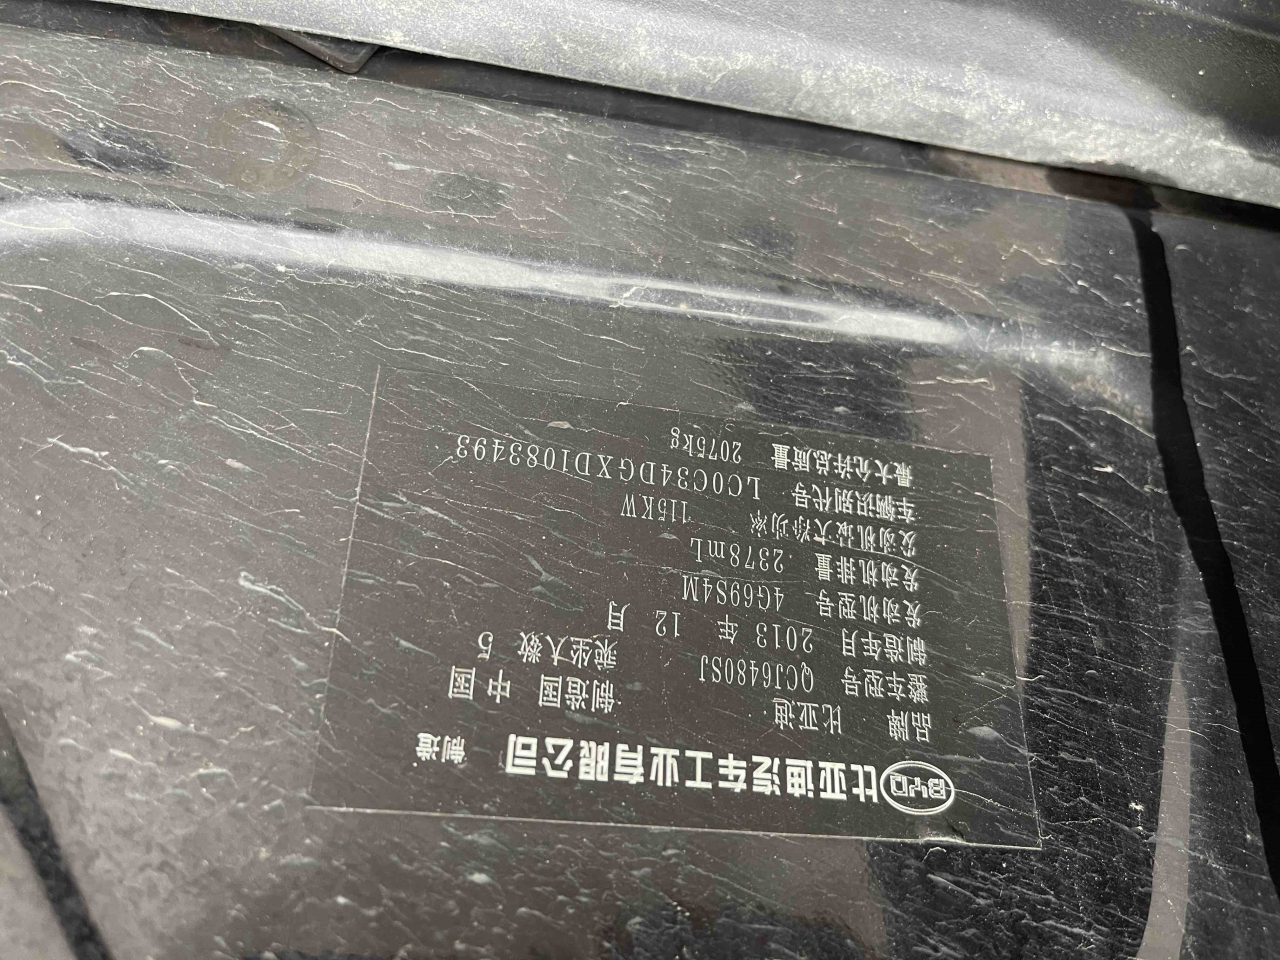 BYD 比亚迪汽车工业有限公司 制造
品牌 比亚迪 制造国 中国
整车型号 QCJ6480SJ 乘坐人数 5
制造年月 2013 年 12 月
发动机型号 4G69S4M
发动机排量 2378mL
发动机最大净功率 115KW
车辆识别代号 LC0C34DGXD1083493
最大允许总质量 2075kg